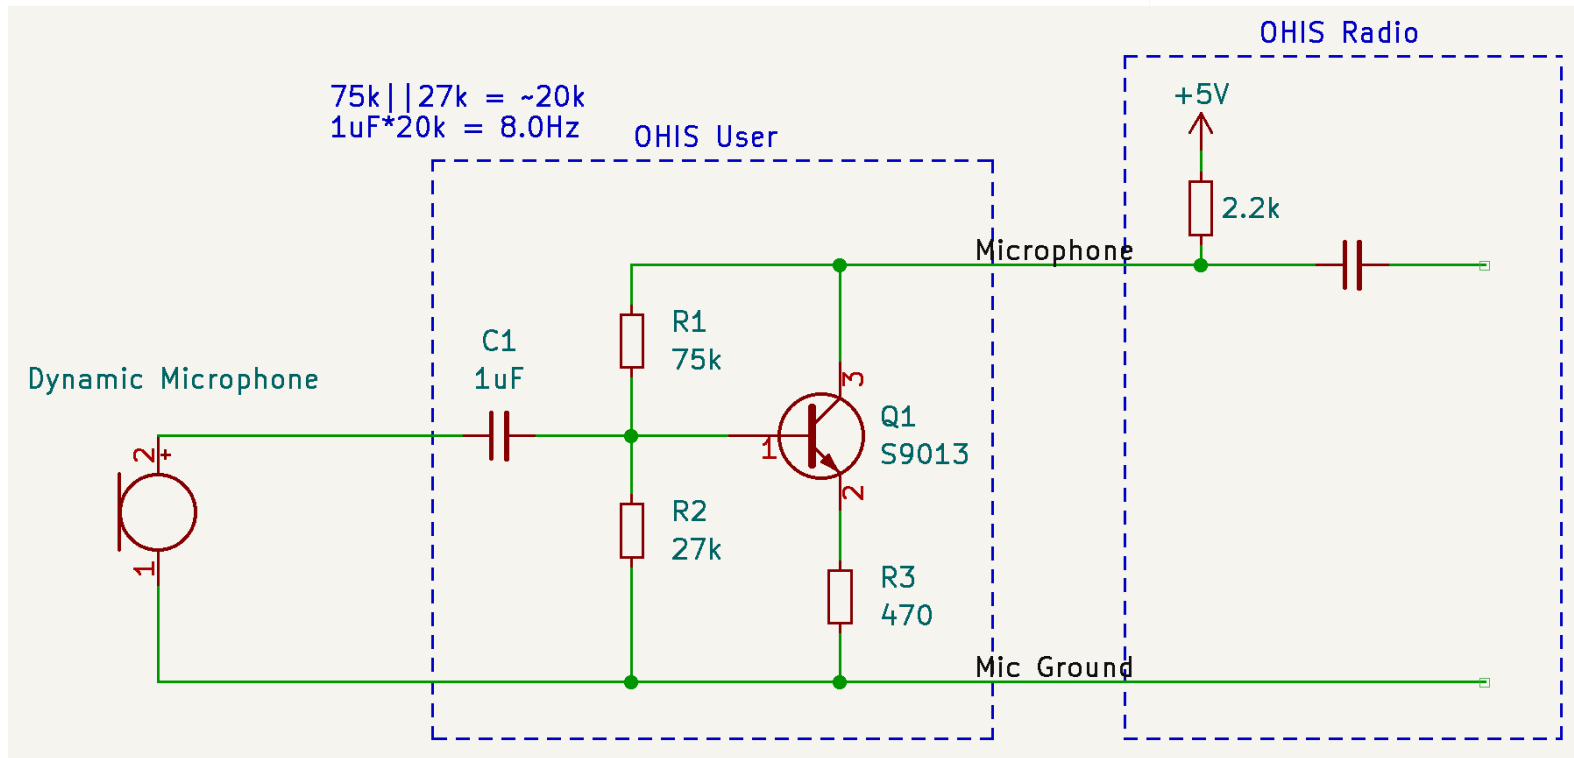 OHIS Radio
75k||27k = ~20k
1uF*20k = 8.0Hz
OHIS User
+5V
2.2k
Microphone
R1
75k
C1
1uF
Dynamic Microphone
3
Q1
S9013
1
2
2
+
1
R2
27k
R3
470
Mic Ground